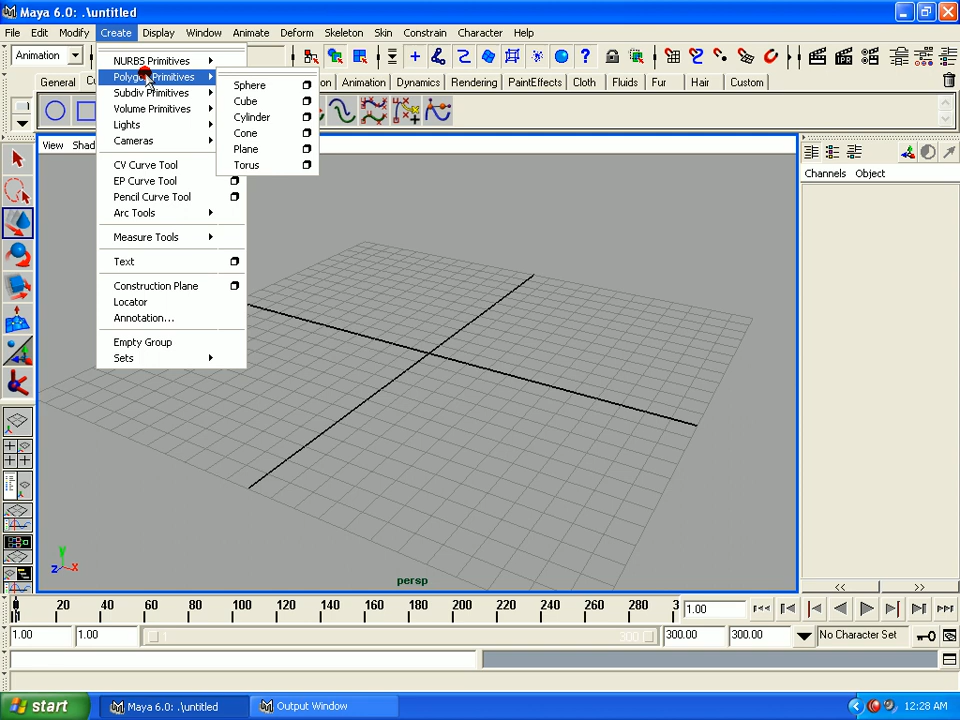 Maya 6.0: .\untitled
File Edit Modify Create Display Window Animate Deform Skeleton Skin Constrain Character Help
Animation
General Animation Dynamics Rendering PaintEffects Cloth Fluids Fur Hair Custom
NURBS Primitives
Polygon Primitives
Subdiv Primitives
Volume Primitives
Lights
Cameras
CV Curve Tool
EP Curve Tool
Pencil Curve Tool
Arc Tools
Measure Tools
Text
Construction Plane
Locator
Annotation...
Empty Group
Sets
Sphere
Cube
Cylinder
Cone
Plane
Torus
View Shad
Channels Object
y
z x
persp
<< >>
20 40 60 80 100 120 140 160 180 200 220 240 260 280 3
1.00
1.00 1.00 1 300 300.00 300.00 No Character Set
start Maya 6.0: .\untitled Output Window 12:28 AM